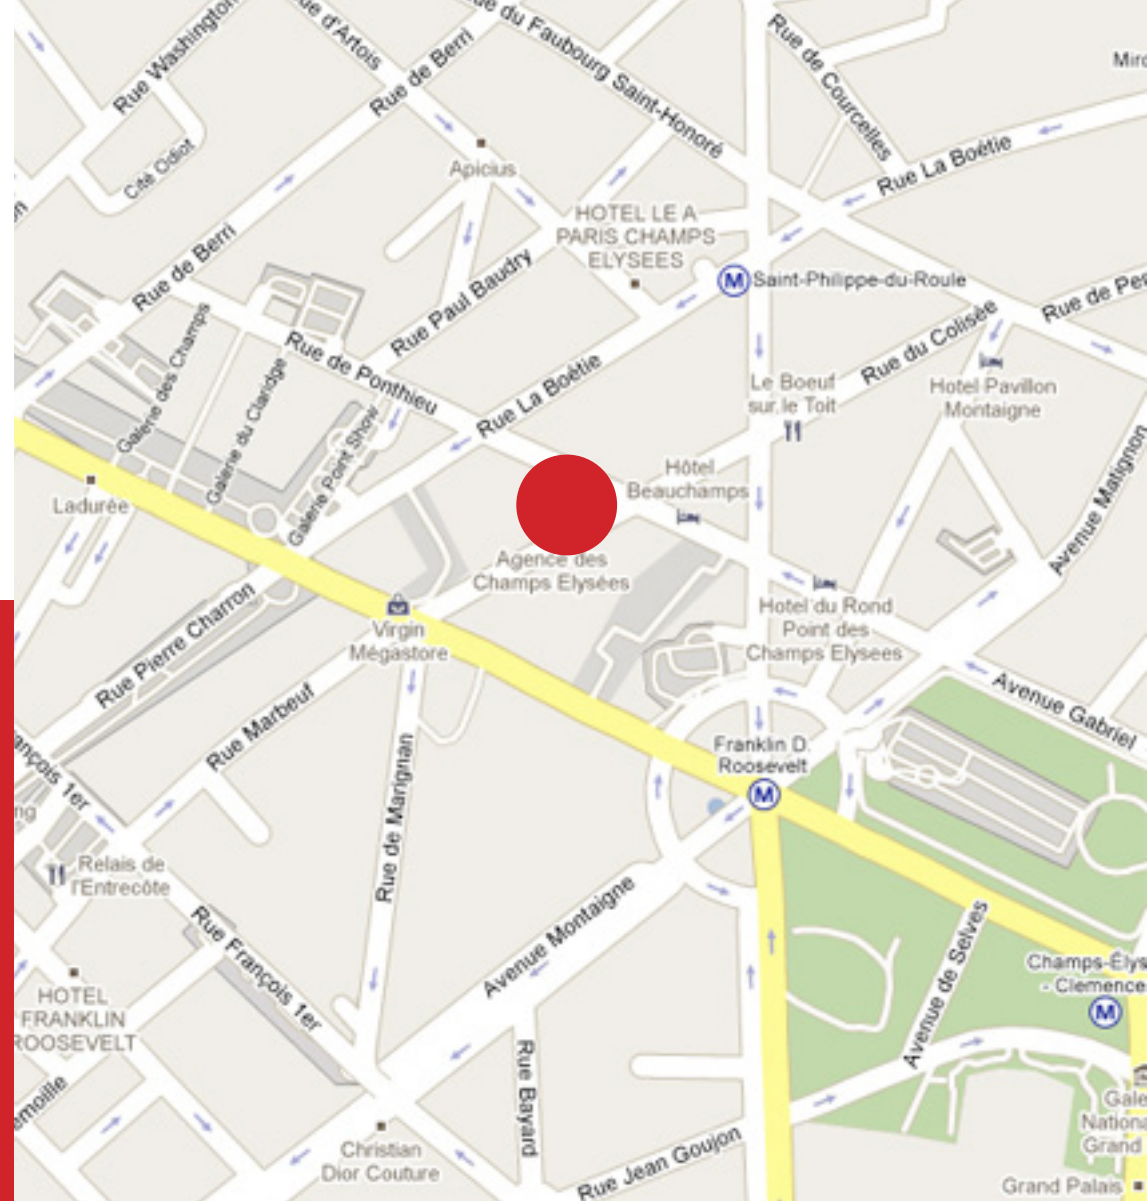 Rue Washington
Rue de Berri
Rue du Faubourg Saint-Honoré
Rue de Courcelles
Cité Odiot
Apicius
Rue La Boétie
HOTEL LE A
PARIS CHAMPS
ELYSEES
Saint-Philippe-du-Roule
M
Rue de Berri
Rue Paul Baudry
Rue du Colisée
Galerie des Champs
Rue de Ponthieu
Galerie du Claridge
Rue La Boétie
Le Boeuf
sur le Toit
Hotel Pavillon
Montaigne
Galerie Point Show
Avenue Matignon
Ladurée
Hôtel
Beauchamps
Agence des
Champs Elysées
Rue Pierre Charron
Virgin
Mégastore
Hotel du Rond
Point des
Champs Elysees
Rue Marbeuf
Avenue Gabriel
Rue de Marignan
Franklin D.
Roosevelt
M
Relais de
l'Entrecôte
Rue François 1er
Avenue Montaigne
Avenue de Selves
Champs-Élys
- Clemence
M
HOTEL
FRANKLIN
ROOSEVELT
Rue Bayard
Christian
Dior Couture
Rue Jean Goujon
Gale
Nationa
Grand
Grand Palais